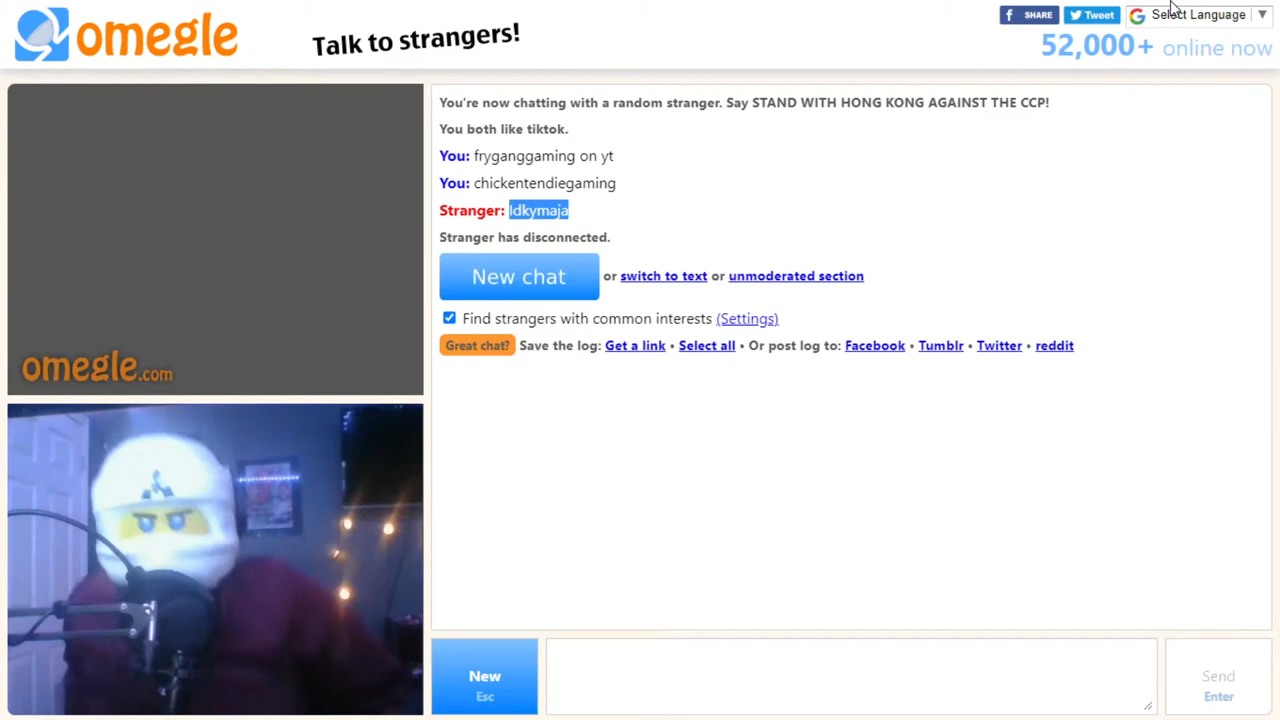 omegle
Talk to strangers!
SHARE
Tweet
Select Language
52,000+ online now
You're now chatting with a random stranger. Say STAND WITH HONG KONG AGAINST THE CCP!
You both like tiktok.
You: fryganggaming on yt
You: chickentendiegaming
Stranger: Idkymaja
Stranger has disconnected.
New chat or switch to text or unmoderated section
Find strangers with common interests (Settings)
Great chat? Save the log: Get a link • Select all • Or post log to: Facebook • Tumblr • Twitter • reddit
omegle.com
New
Esc
Send
Enter